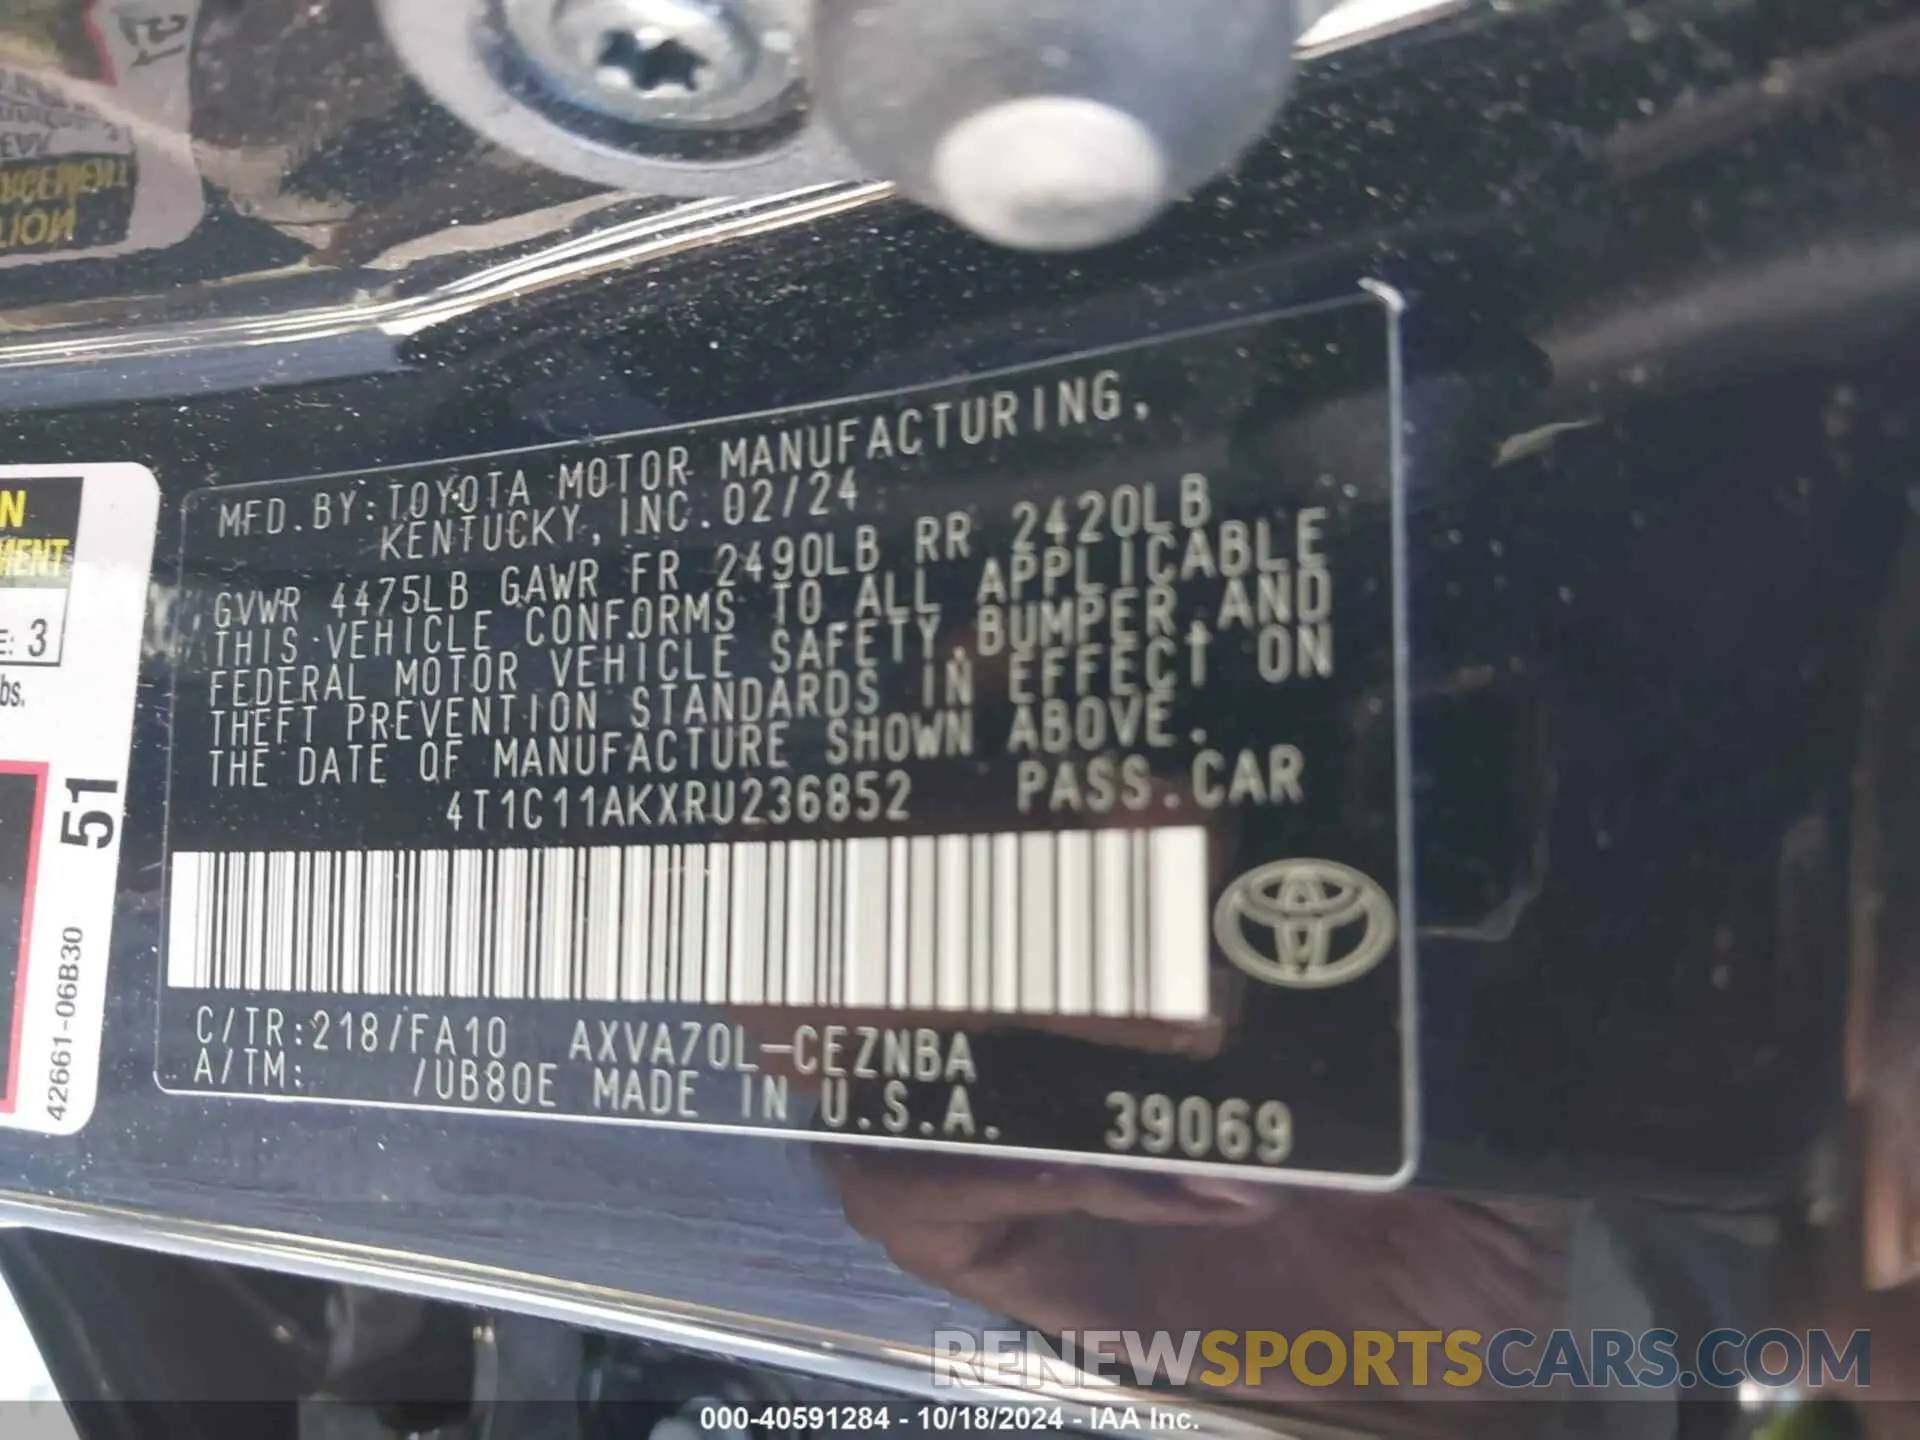 MFD.BY:TOYOTA MOTOR MANUFACTURING,
KENTUCKY, INC.02/24
GVWR 4475LB GAWR FR 2490LB RR 2420LB
THIS VEHICLE CONFORMS TO ALL APPLICABLE
FEDERAL MOTOR VEHICLE SAFETY,BUMPER,AND
THEFT PREVENTION STANDARDS IN EFFECT ON
THE DATE OF MANUFACTURE SHOWN ABOVE.
4T1C11AKXRU236852 PASS.CAR
C/TR:218/FA10 AXVA70L-CEZNBA
A/TM: /UB80E MADE IN U.S.A. 39069
E: 3
51
42661-06B30
RENEWSPORTSCARS.COM
000-40591284 - 10/18/2024 - IAA Inc.